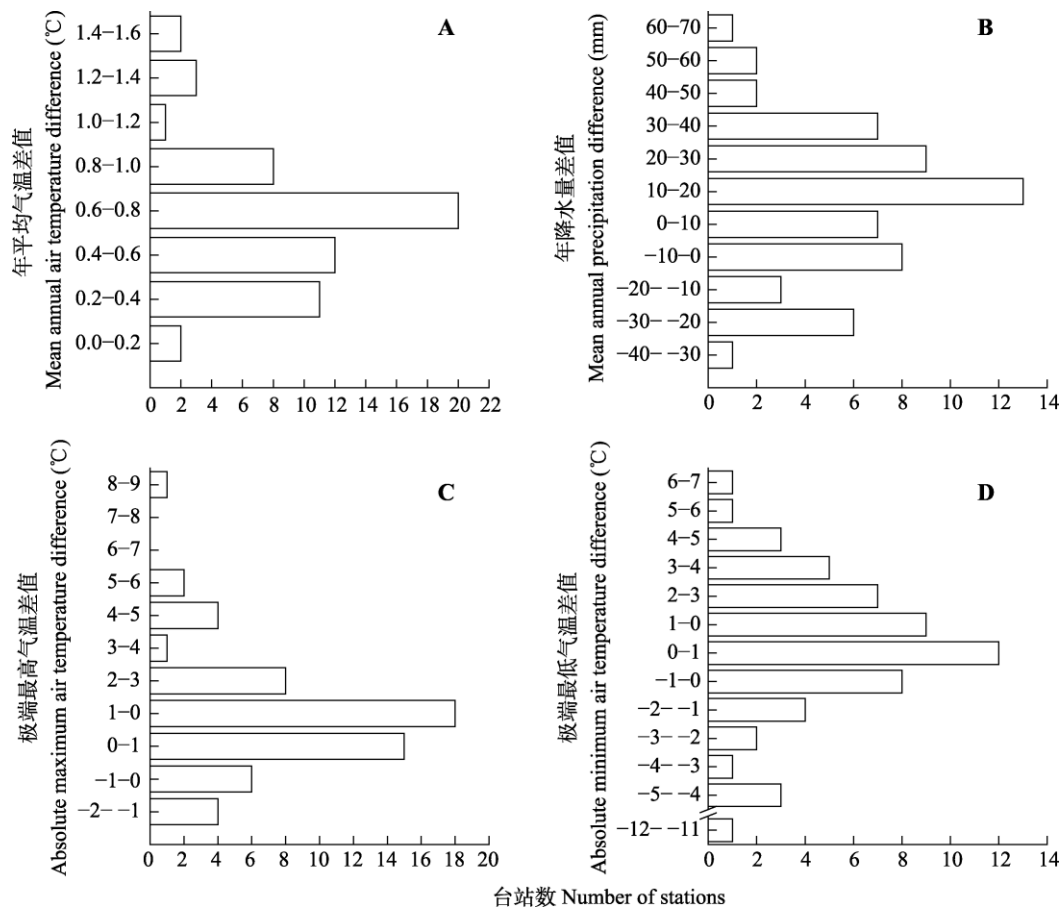 A
年平均气温差值
Mean annual air temperature difference (℃)
1.4−1.6
1.2−1.4
1.0−1.2
0.8−1.0
0.6−0.8
0.4−0.6
0.2−0.4
0.0−0.2
0 2 4 6 8 10 12 14 16 18 20 22
B
年降水量差值
Mean annual precipitation difference (mm)
60−70
50−60
40−50
30−40
20−30
10−20
0−10
−10−0
−20− −10
−30− −20
−40− −30
0 2 4 6 8 10 12 14
C
极端最高气温差值
Absolute maximum air temperature difference (℃)
8−9
7−8
6−7
5−6
4−5
3−4
2−3
1−0
0−1
−1−0
−2− −1
0 2 4 6 8 10 12 14 16 18 20
D
极端最低气温差值
Absolute minimum air temperature difference (℃)
6−7
5−6
4−5
3−4
2−3
1−0
0−1
−1−0
−2− −1
−3− −2
−4− −3
−5− −4
−12− −11
0 2 4 6 8 10 12 14
台站数 Number of stations